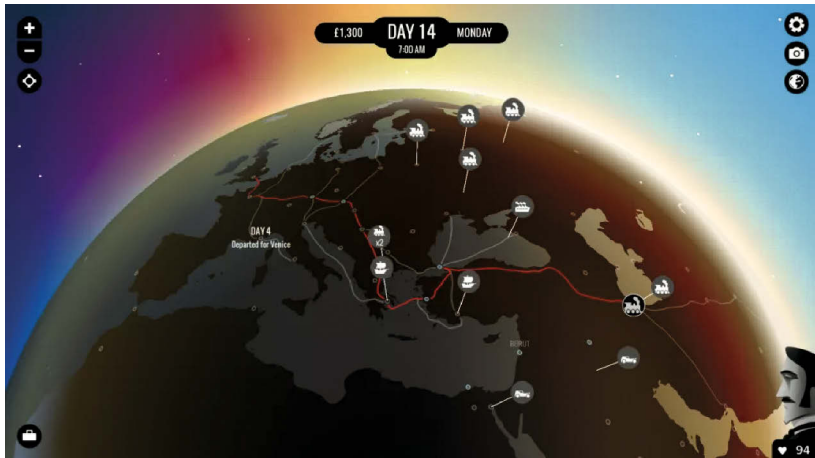 £1,300 DAY 14 MONDAY
7:00 AM
x2
DAY 4
Departed for Venice
BEIRUT
94